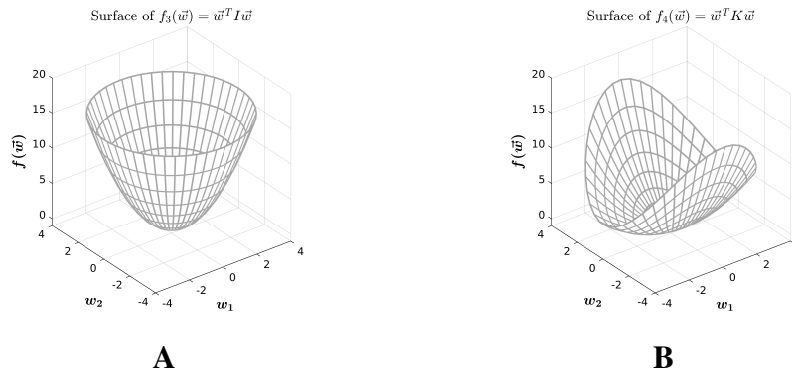 Surface of $f_3(\vec{w}) = \vec{w}^T I \vec{w}$
20
15
10
5
0
f(\vec{w})
4
2
0
-2
-4
w_2
-4
-2
0
2
4
w_1
A
Surface of $f_4(\vec{w}) = \vec{w}^T K \vec{w}$
20
15
10
5
0
f(\vec{w})
4
2
0
-2
-4
w_2
-4
-2
0
2
w_1
B